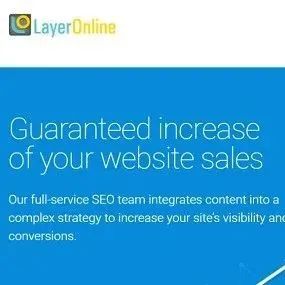 LayerOnline
Guaranteed increase
of your website sales
Our full-service SEO team integrates content into a
complex strategy to increase your site's visibility and
conversions.